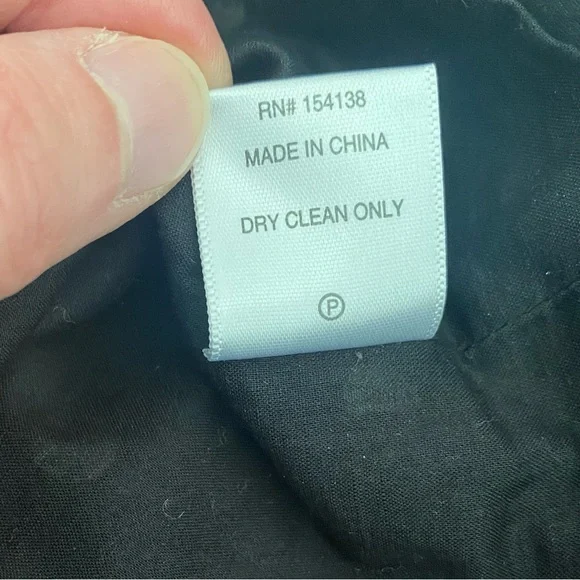 RN# 154138
MADE IN CHINA
DRY CLEAN ONLY
Ⓟ